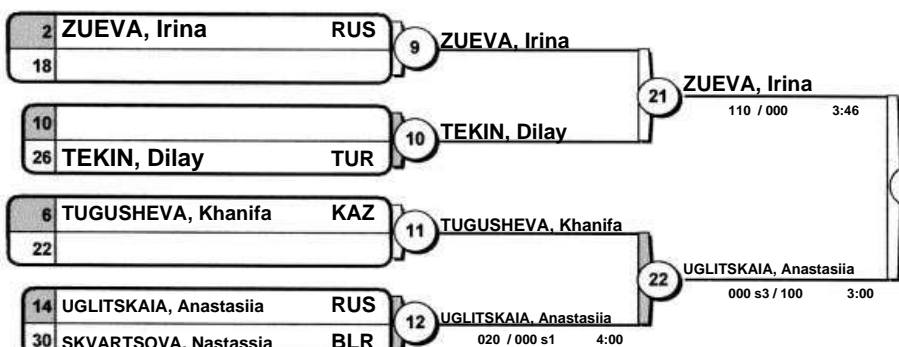 2 ZUEVA, Irina RUS
18
9
ZUEVA, Irina
10
26 TEKIN, Dilay TUR
10
TEKIN, Dilay
21
ZUEVA, Irina
110 / 000 3:46
6 TUGUSHEVA, Khanifa KAZ
22
11
TUGUSHEVA, Khanifa
14 UGLITSKAIA, Anastasiia RUS
30 SKVARTSOVA, Nastassia BLR
12
UGLITSKAIA, Anastasiia
020 / 000 s1 4:00
22
UGLITSKAIA, Anastasiia
000 s3 / 100 3:00